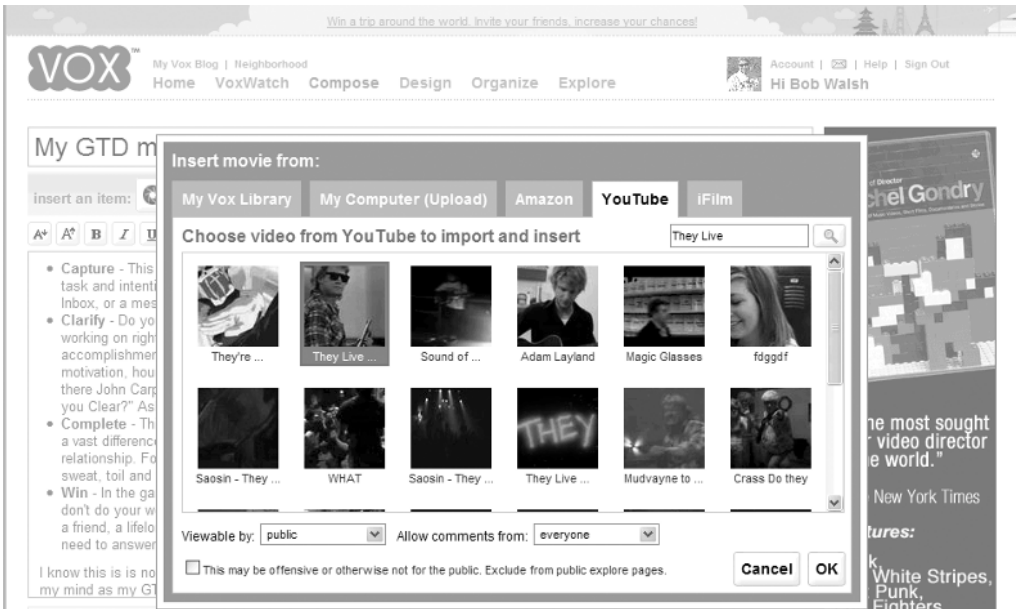 Win a trip around the world. Invite your friends, increase your chances!
VOX™
My Vox Blog | Neighborhood
Home VoxWatch Compose Design Organize Explore
Account | | Help | Sign Out
Hi Bob Walsh
My GTD m
Insert movie from:
insert an item:
My Vox Library My Computer (Upload) Amazon YouTube iFilm
Choose video from YouTube to import and insert They Live
A A B I U
They're ... They Live ... Sound of ... Adam Layland Magic Glasses fdggdf
THEY
Saosin - They ... WHAT Saosin - They ... They Live ... Mudvayne to ... Crass Do they
Viewable by: public Allow comments from: everyone
This may be offensive or otherwise not for the public. Exclude from public explore pages.
Cancel OK
• Capture - This
task and intenti
Inbox, or a mes
• Clarify - Do yo
working on righ
accomplishmer
motivation, hou
there John Carp
you Clear?" As
• Complete - Th
a vast differenc
relationship. Fo
sweat, toil and
• Win - In the ga
don't do your w
a friend, a lifelo
need to answer
I know this is is no
my mind as my GT
of Director
hel Gondry
he most sought
r video director
e world."
New York Times
tures:
k,
White Stripes,
Punk,
Fighters